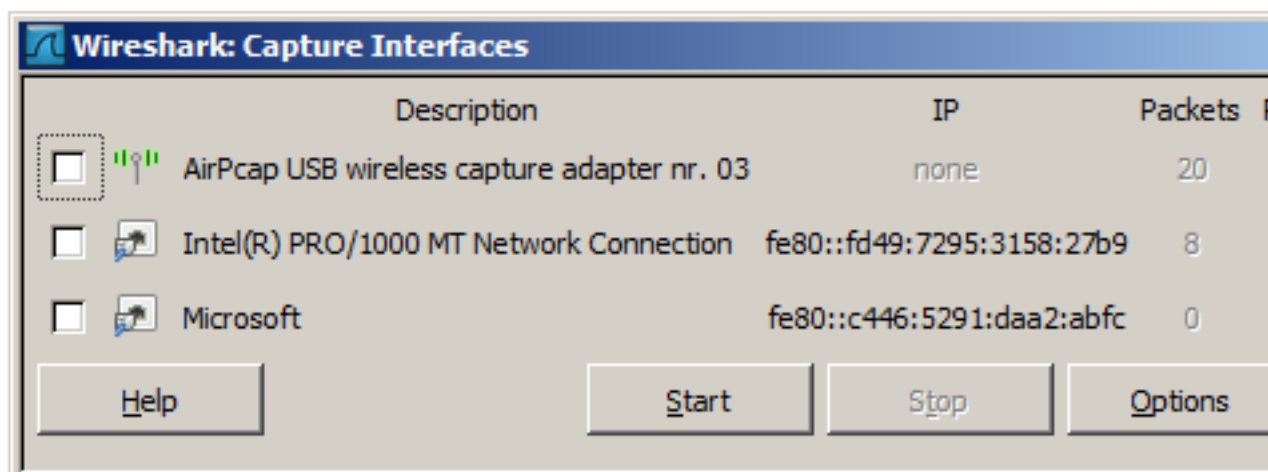 Wireshark: Capture Interfaces
Description IP Packets
AirPcap USB wireless capture adapter nr. 03 none 20
Intel(R) PRO/1000 MT Network Connection fe80::fd49:7295:3158:27b9 8
Microsoft fe80::c446:5291:daa2:abfc 0
Help Start Stop Options